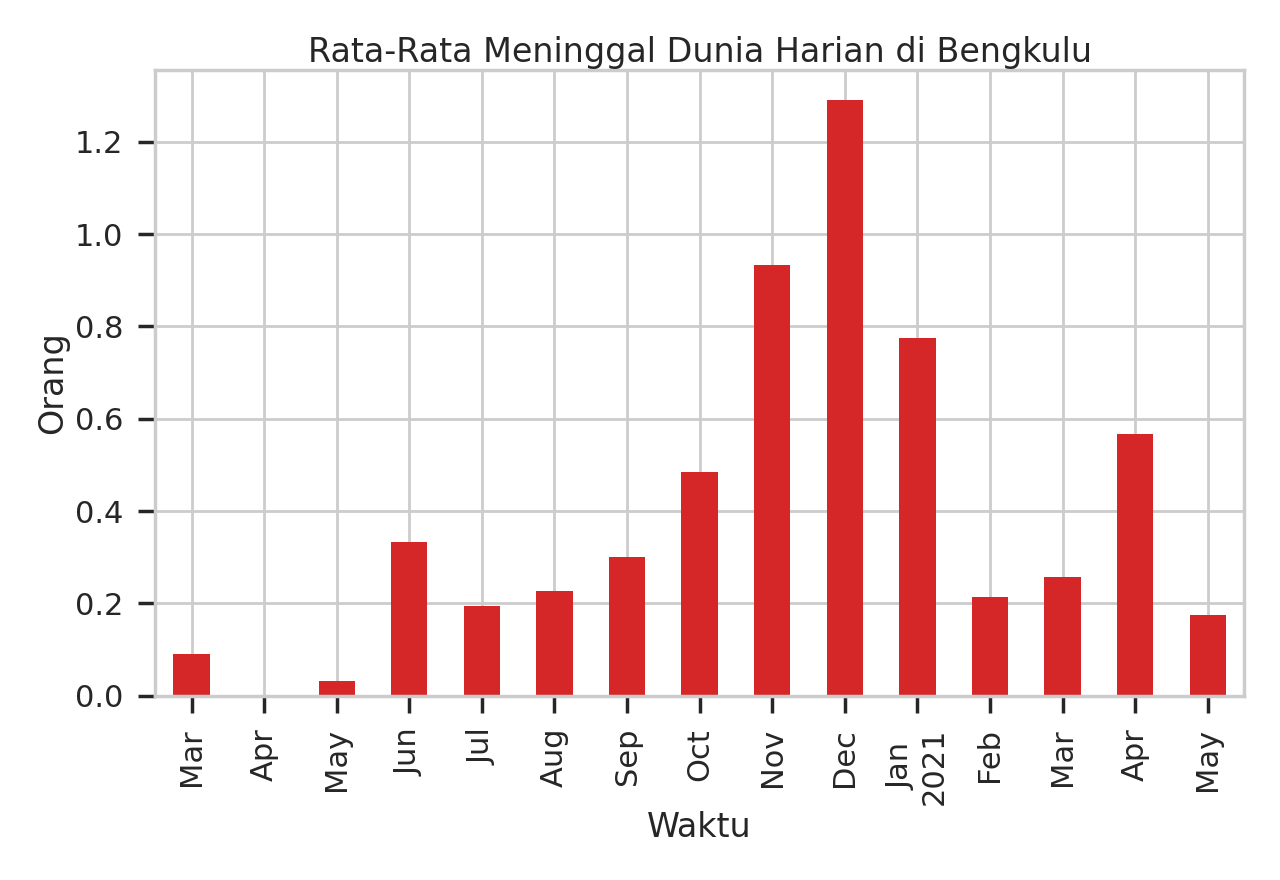 Rata-Rata Meninggal Dunia Harian di Bengkulu
Orang
1.2
1.0
0.8
0.6
0.4
0.2
0.0
Mar
Apr
May
Jun
Jul
Aug
Sep
Oct
Nov
Dec
Jan
2021
Feb
Mar
Apr
May
Waktu